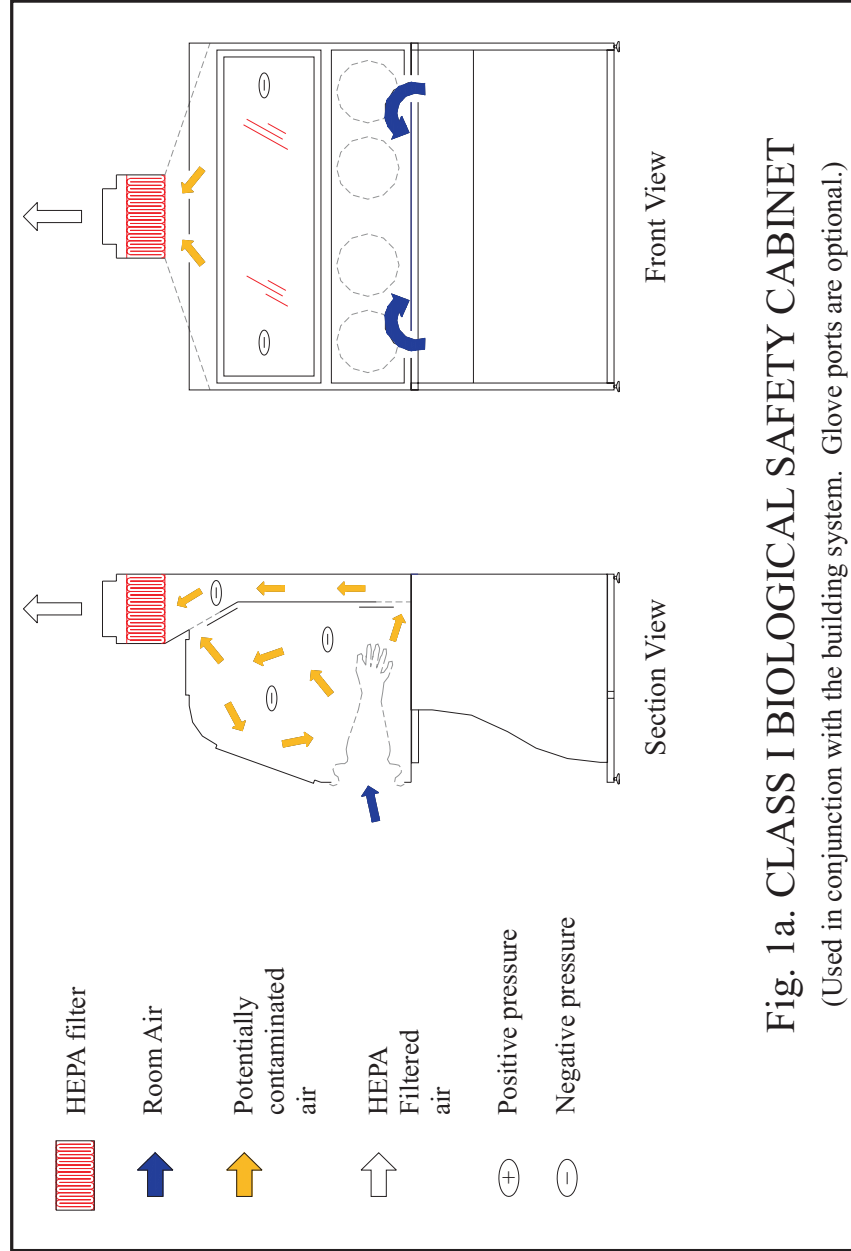 HEPA filter
Room Air
Potentially
contaminated
air
HEPA
Filtered
air
+ Positive pressure
- Negative pressure
Section View
Front View
Fig. 1a. CLASS I BIOLOGICAL SAFETY CABINET
(Used in conjunction with the building system. Glove ports are optional.)